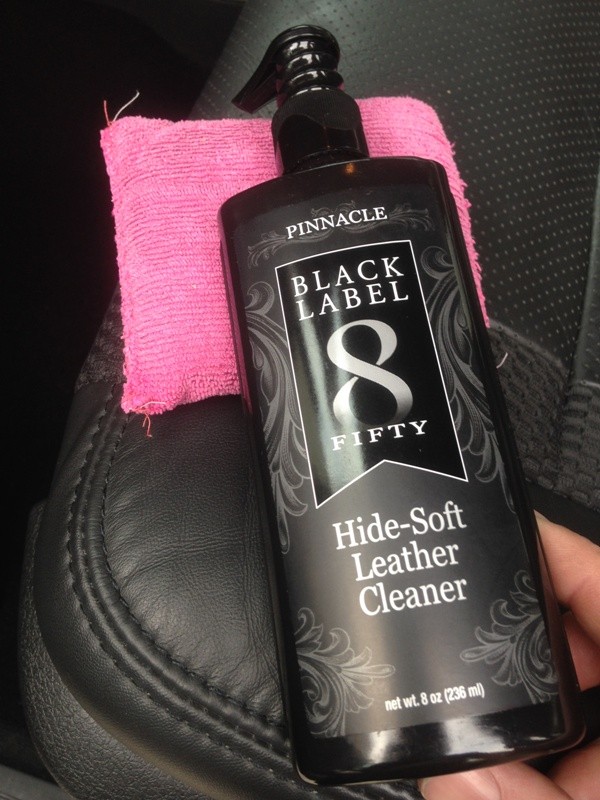 PINNACLE
BLACK
LABEL
8
FIFTY
Hide-Soft
Leather
Cleaner
net wt. 8 oz (236 ml)